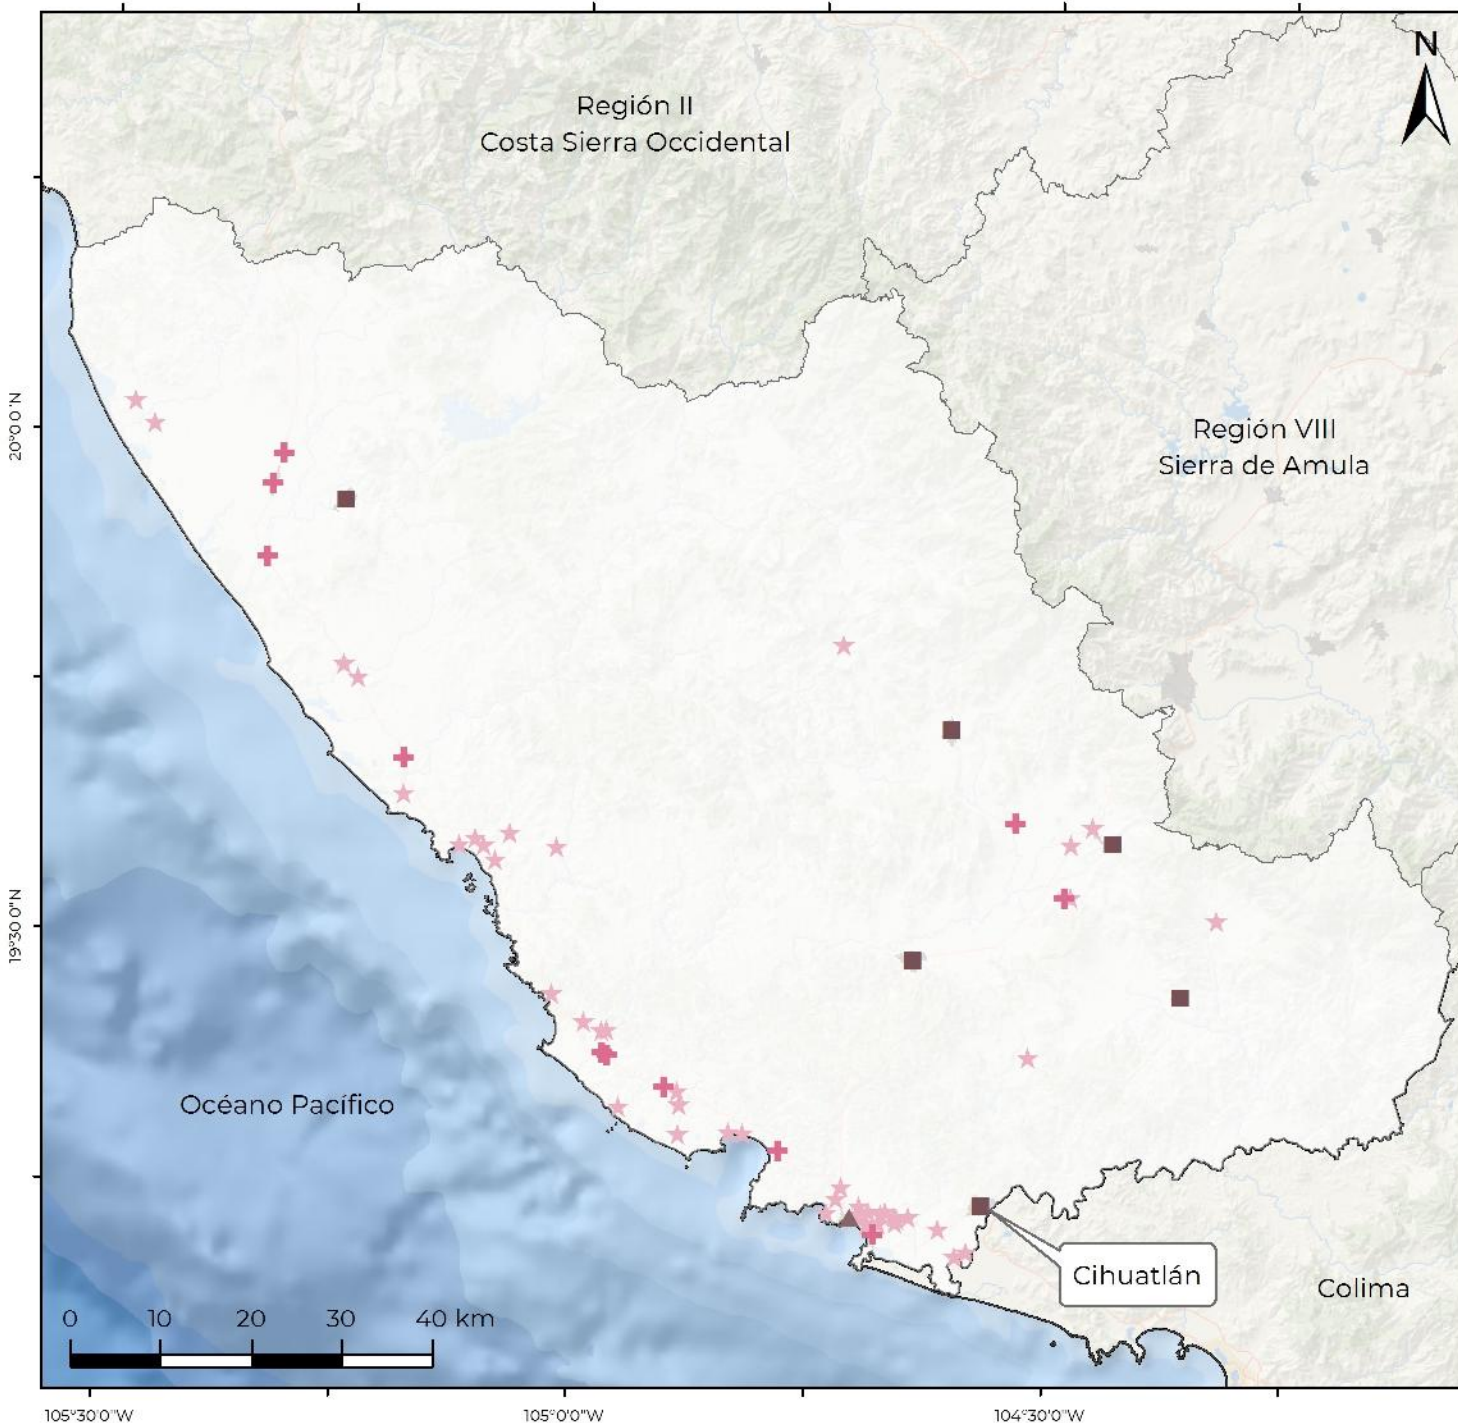 N
Región II
Costa Sierra Occidental
20°0'0"N
Región VIII
Sierra de Amula
19°30'0"N
Océano Pacífico
Cihuatlán
Colima
0 10 20 30 40 km
105°30'0"W 105°0'0"W 104°30'0"W